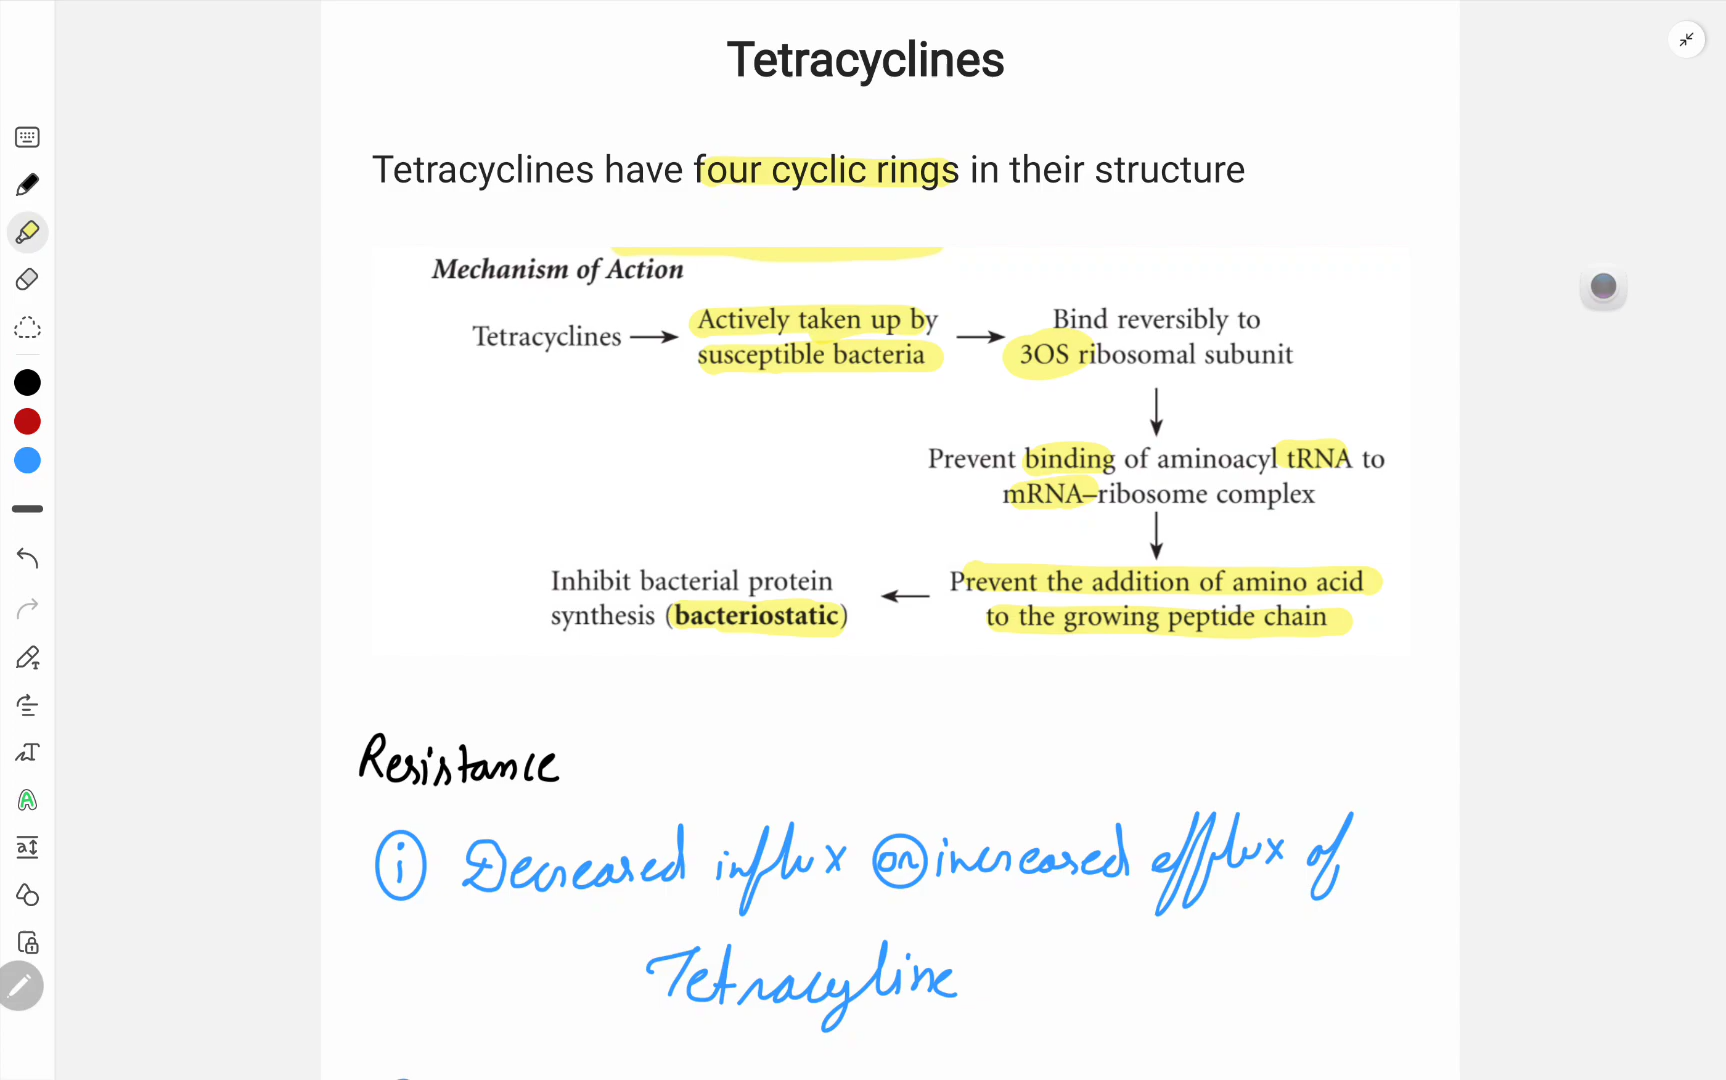 Tetracyclines
Tetracyclines have four cyclic rings in their structure
Mechanism of Action
Tetracyclines → Actively taken up by susceptible bacteria → Bind reversibly to 3OS ribosomal subunit
↓
Prevent binding of aminoacyl tRNA to
mRNA–ribosome complex
↓
Prevent the addition of amino acid
to the growing peptide chain
←
Inhibit bacterial protein
synthesis (bacteriostatic)
Resistance
(i) Decreased influx (or) increased efflux of
Tetracyline